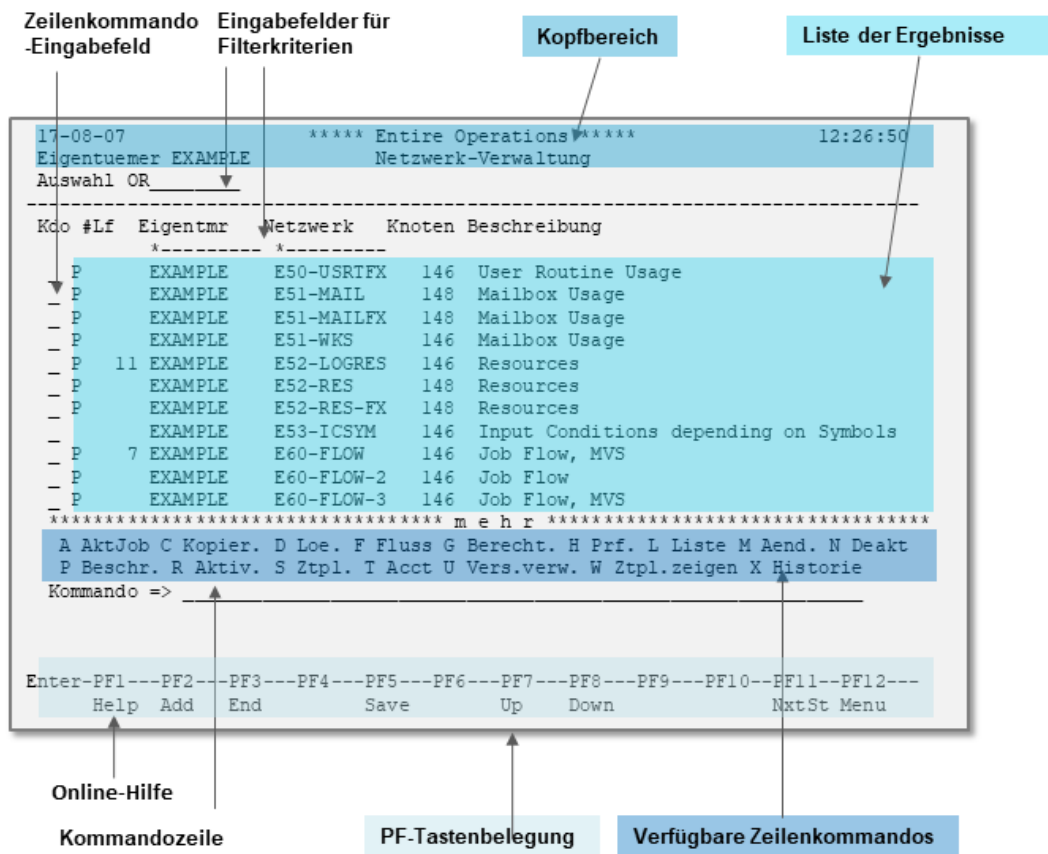 Zeilenkommando
-Eingabefeld
Eingabefelder für
Filterkriterien
Kopfbereich
Liste der Ergebnisse
17-08-07 ***** Entire Operations ***** 12:26:50
Eigentuemer EXAMPLE Netzwerk-Verwaltung
Auswahl OR________
--------------------------------------------------------------------------------
Kdo #Lf Eigentmr Netzwerk Knoten Beschreibung
*--------- *---------
_ P EXAMPLE E50-USRTFX 146 User Routine Usage
_ P EXAMPLE E51-MAIL 148 Mailbox Usage
_ P EXAMPLE E51-MAILFX 148 Mailbox Usage
_ P EXAMPLE E51-WKS 146 Mailbox Usage
_ P 11 EXAMPLE E52-LOGRES 146 Resources
_ P EXAMPLE E52-RES 148 Resources
_ P EXAMPLE E52-RES-FX 148 Resources
_ EXAMPLE E53-ICSYM 146 Input Conditions depending on Symbols
_ P 7 EXAMPLE E60-FLOW 146 Job Flow, MVS
_ P EXAMPLE E60-FLOW-2 146 Job Flow
_ P EXAMPLE E60-FLOW-3 146 Job Flow, MVS
*********************************** m e h r **********************************
A AktJob C Kopier. D Loe. F Fluss G Berecht. H Prf. L Liste M Aend. N Deakt
P Beschr. R Aktiv. S Ztpl. T Acct U Vers.verw. W Ztpl.zeigen X Historie
Kommando => ____________________________________________________________
Enter-PF1---PF2---PF3---PF4---PF5---PF6---PF7---PF8---PF9---PF10--PF11--PF12---
Help Add End Save Up Down NxtSt Menu
Online-Hilfe
Kommandozeile
PF-Tastenbelegung
Verfügbare Zeilenkommandos